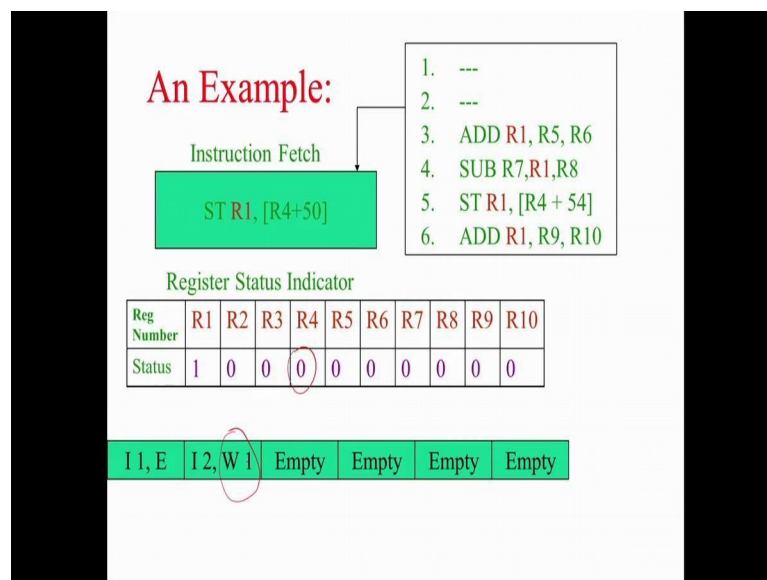 An Example:
1. ---
2. ---
3. ADD R1, R5, R6
4. SUB R7,R1,R8
5. ST R1, [R4 + 54]
6. ADD R1, R9, R10
Instruction Fetch
ST R1, [R4+50]
Register Status Indicator
Reg Number R1 R2 R3 R4 R5 R6 R7 R8 R9 R10
Status 1 0 0 0 0 0 0 0 0 0
I 1, E I 2, W 1 Empty Empty Empty Empty